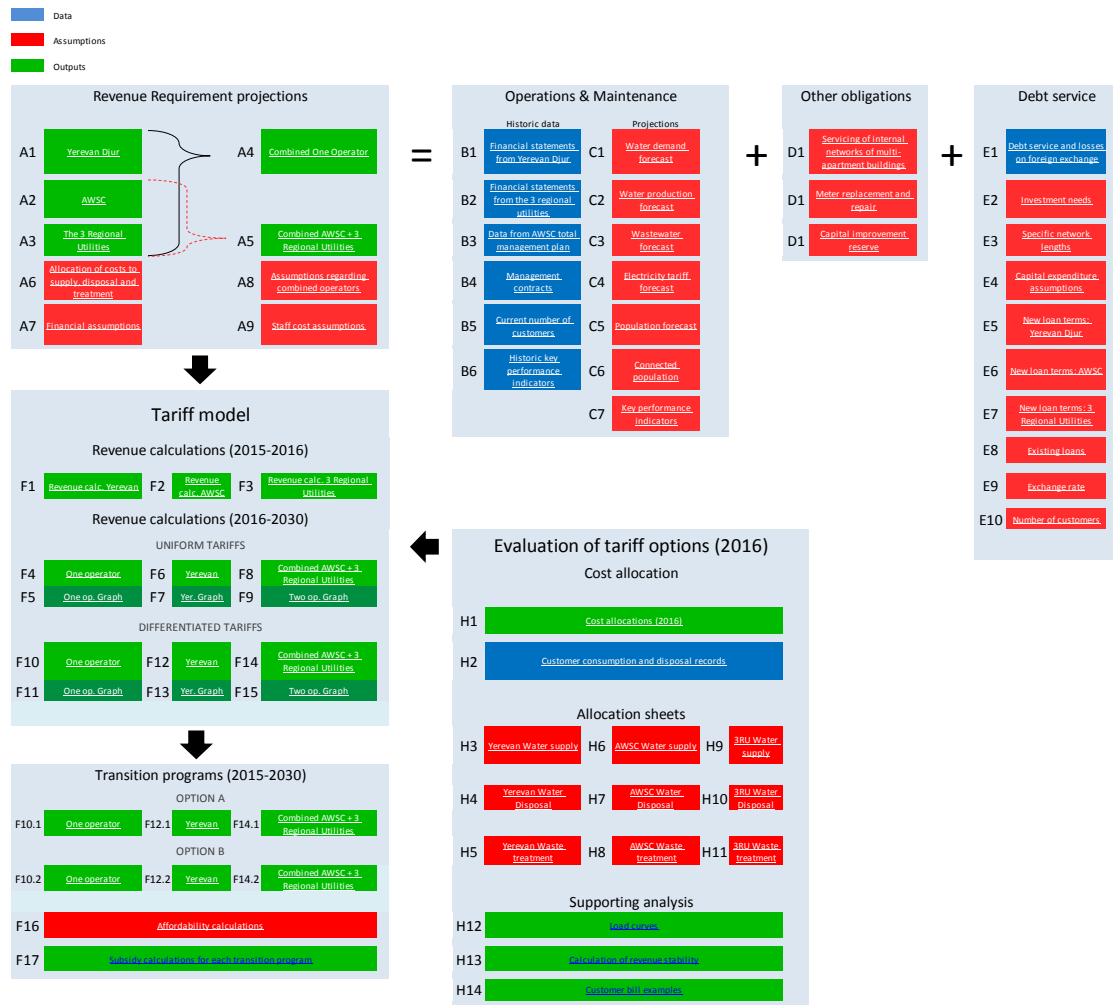 Data
Assumptions
Outputs
Revenue Requirement projections
A1
Yerevan Djur
A4
Combined One Operator
A2
AWSC
A3
The 3 Regional
Utilities
A5
Combined AWSC + 3
Regional Utilities
A6
Allocation of costs to
supply, disposal and
treatment
A8
Assumptions regarding
combined operators
A7
Financial assumptions
A9
Staff cost assumptions
=
Operations & Maintenance
Historic data
Projections
B1
Financial statements
from Yerevan Djur
C1
Water demand
forecast
B2
Financial statements
from the 3 regional
utilities
C2
Water production
forecast
B3
Data from AWSC total
management plan
C3
Wastewater
forecast
B4
Management
contracts
C4
Electricity tariff
forecast
B5
Current number of
customers
C5
Population forecast
B6
Historic key
performance
indicators
C6
Connected
population
C7
Key performance
indicators
+
Other obligations
D1
Servicing of internal
networks of multi-
apartment buildings
D1
Meter replacement and
repair
D1
Capital improvement
reserve
+
Debt service
E1
Debt service and losses
on foreign exchange
E2
Investment needs
E3
Specific network
lengths
E4
Capital expenditure
assumptions
E5
New loan terms:
Yerevan Djur
E6
New loan terms: AWSC
E7
New loan terms: 3
Regional Utilities
E8
Existing loans
E9
Exchange rate
E10
Number of customers
Tariff model
Revenue calculations (2015-2016)
F1
Revenue calc. Yerevan
F2
Revenue
calc. AWSC
F3
Revenue calc. 3 Regional
Utilities
Revenue calculations (2016-2030)
UNIFORM TARIFFS
F4
One operator
F6
Yerevan
F8
Combined AWSC + 3
Regional Utilities
F5
One op. Graph
F7
Yer. Graph
F9
Two op. Graph
DIFFERENTIATED TARIFFS
F10
One operator
F12
Yerevan
F14
Combined AWSC + 3
Regional Utilities
F11
One op. Graph
F13
Yer. Graph
F15
Two op. Graph
Transition programs (2015-2030)
OPTION A
F10.1
One operator
F12.1
Yerevan
F14.1
Combined AWSC + 3
Regional Utilities
OPTION B
F10.2
One operator
F12.2
Yerevan
F14.2
Combined AWSC + 3
Regional Utilities
F16
Affordability calculations
F17
Subsidy calculations for each transition program
Evaluation of tariff options (2016)
Cost allocation
H1
Cost allocations (2016)
H2
Customer consumption and disposal records
Allocation sheets
H3
Yerevan Water supply
H6
AWSC Water supply
H9
3RU Water
supply
H4
Yerevan Water
Disposal
H7
AWSC Water
Disposal
H10
3RU Water
Disposal
H5
Yerevan Waste
treatment
H8
AWSC Waste
treatment
H11
3RU Waste
treatment
Supporting analysis
H12
Load curves
H13
Calculation of revenue stability
H14
Customer bill examples